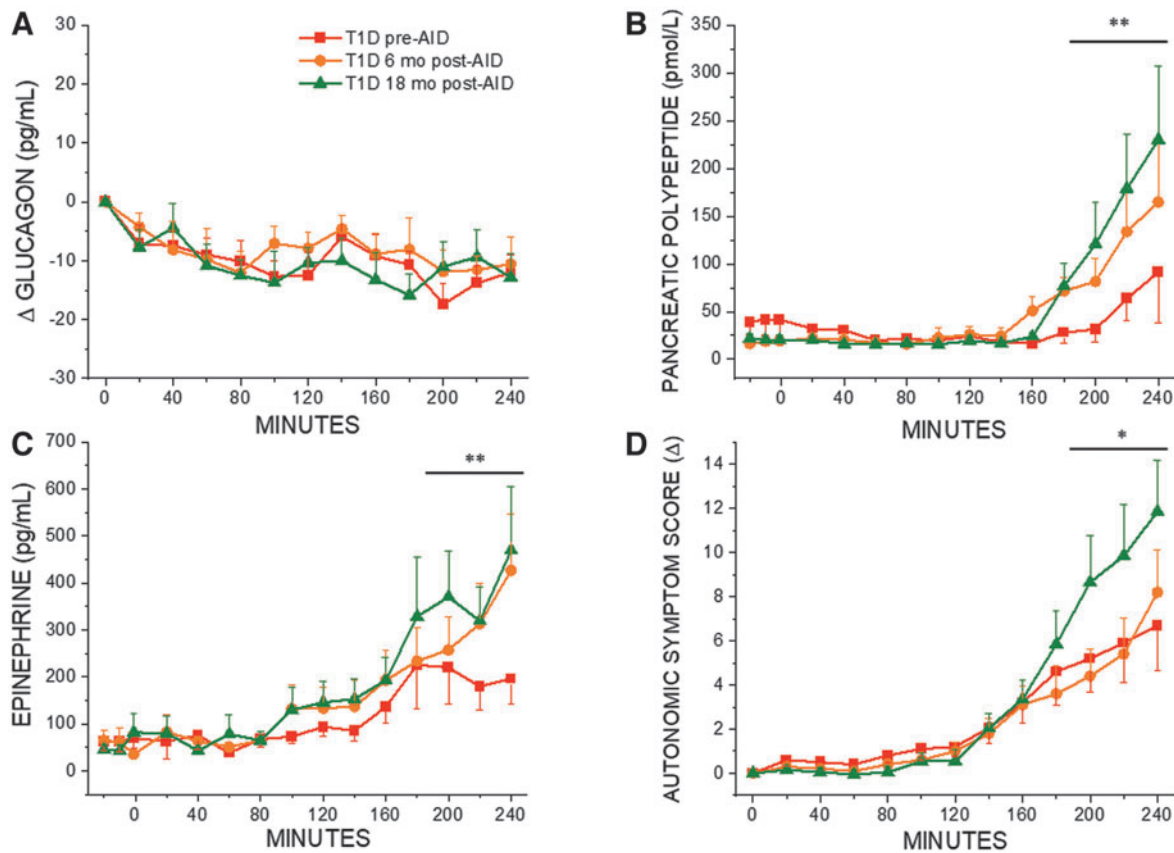 A
Δ GLUCAGON (pg/mL)
30
20
10
0
-10
-20
-30
T1D pre-AID
T1D 6 mo post-AID
T1D 18 mo post-AID
0 40 80 120 160 200 240
MINUTES
B
PANCREATIC POLYPEPTIDE (pmol/L)
350
300
250
200
150
100
50
0
**
0 40 80 120 160 200 240
MINUTES
C
EPINEPHRINE (pg/mL)
700
600
500
400
300
200
100
0
**
0 40 80 120 160 200 240
MINUTES
D
AUTONOMIC SYMPTOM SCORE (Δ)
14
12
10
8
6
4
2
0
*
0 40 80 120 160 200 240
MINUTES